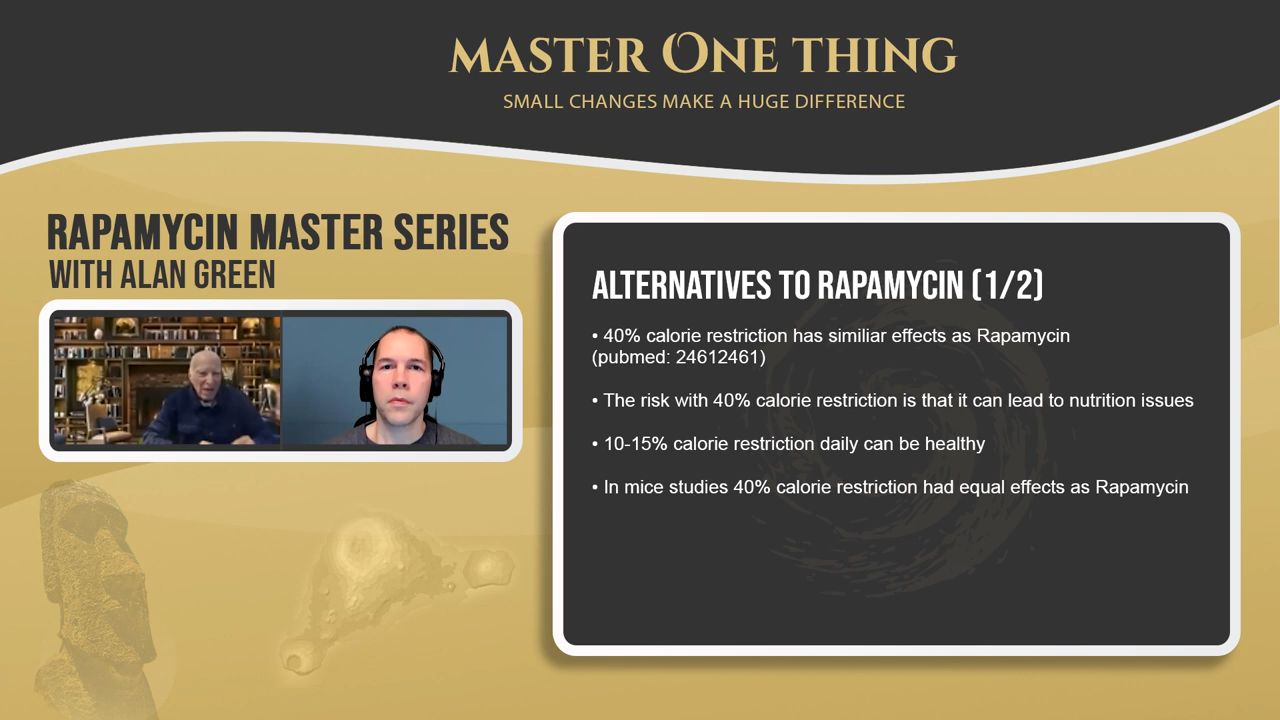 MASTER ONE THING
SMALL CHANGES MAKE A HUGE DIFFERENCE
RAPAMYCIN MASTER SERIES
WITH ALAN GREEN
ALTERNATIVES TO RAPAMYCIN (1/2)
• 40% calorie restriction has similiar effects as Rapamycin
(pubmed: 24612461)
• The risk with 40% calorie restriction is that it can lead to nutrition issues
• 10-15% calorie restriction daily can be healthy
• In mice studies 40% calorie restriction had equal effects as Rapamycin